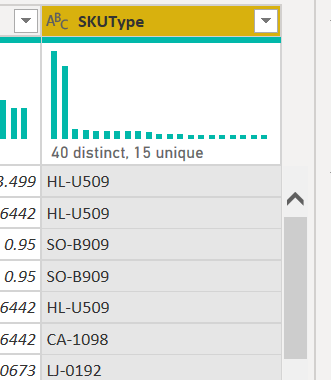 ABC SKUType
40 distinct, 15 unique
3.499 HL-U509
6442 HL-U509
0.95 SO-B909
0.95 SO-B909
6442 HL-U509
6442 CA-1098
0673 LJ-0192